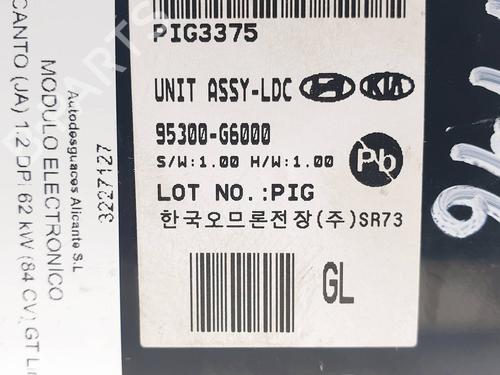 PIG3375
UNIT ASSY-LDC KIA
95300-G6000
S/W:1.00 H/W:1.00
Pb
LOT NO.:PIG
한국오므론전장(주)SR73
GL
3227127
Autodesguaces Alicante S.L
MODULO ELECTRONICO
CANTO (JA) 1.2 DPi 62 kW (84 CV) GT Li